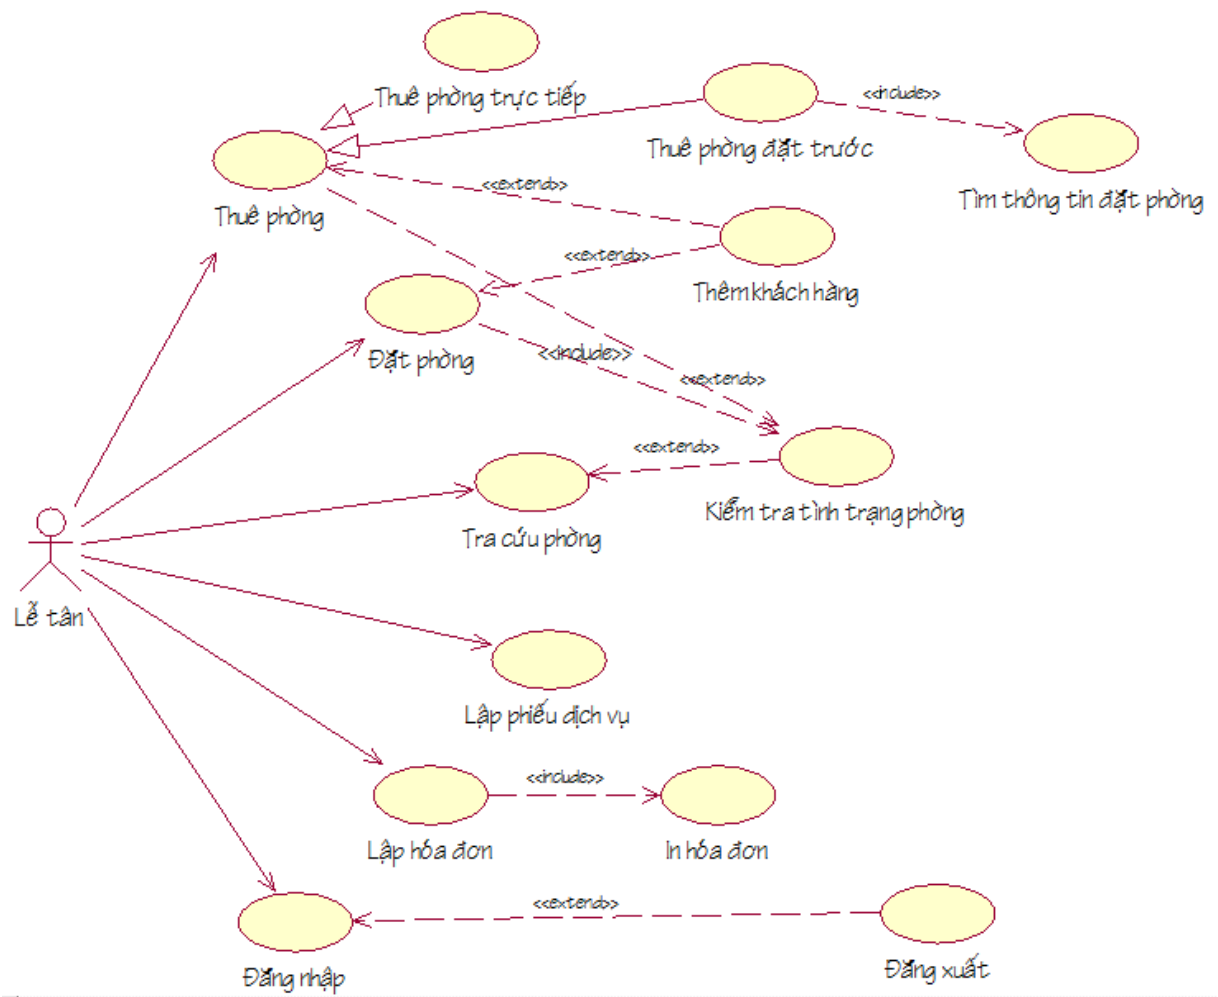 Thuê phòng trực tiếp
<<include>>
Thuê phòng đặt trước
<<extend>>
Tìm thông tin đặt phòng
Thuê phòng
<<extend>>
Thêm khách hàng
Đặt phòng
<<include>>
<<extend>>
<<extend>>
Kiểm tra tình trạng phòng
Tra cứu phòng
Lễ tân
Lập phiếu dịch vụ
<<include>>
Lập hóa đơn
In hóa đơn
<<extend>>
Đăng nhập
Đăng xuất